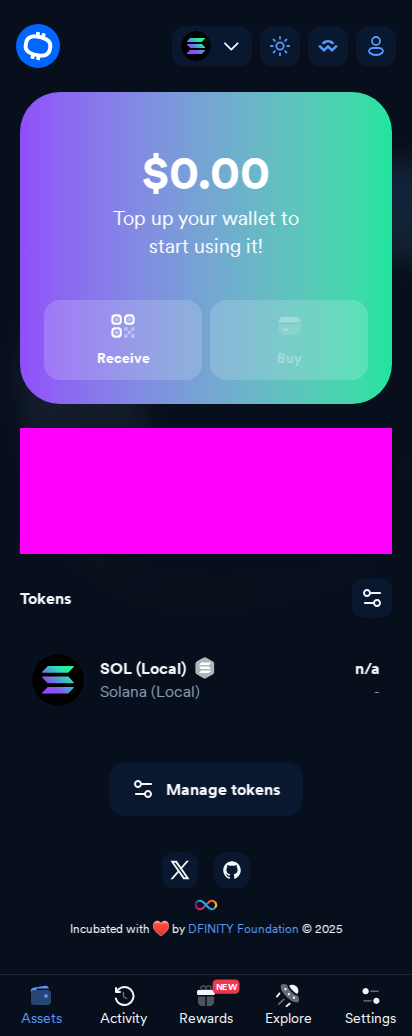 $0.00
Top up your wallet to
start using it!
Receive
Buy
Tokens
SOL (Local)
n/a
Solana (Local)
-
Manage tokens
Incubated with ❤️ by DFINITY Foundation © 2025
NEW
Assets
Activity
Rewards
Explore
Settings